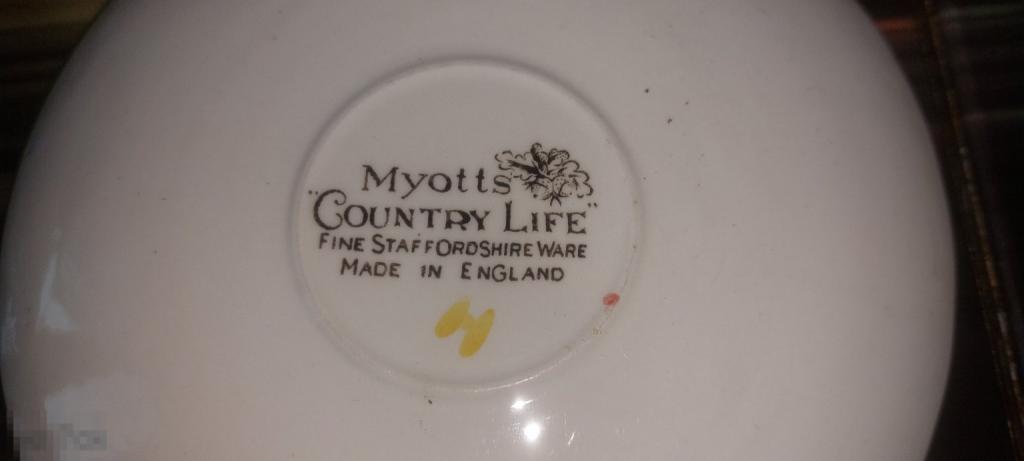 Myotts
"COUNTRY LIFE"
FINE STAFFORDSHIRE WARE
MADE IN ENGLAND